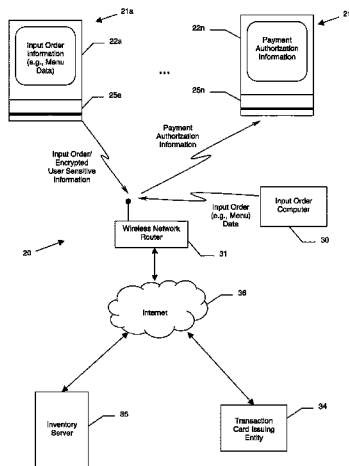 21a
21
22a
22n
Input Order
Information
(e.g., Menu
Data)
Payment
Authorization
Information
...
25a
25n
Payment
Authorization
Information
Input Order/
Encrypted
User Sensitive
Information
Input Order
(e.g., Menu)
Data
Input Order
Computer
30
20
Wireless Network
Router
31
Internet
36
Inventory
Server
35
Transaction
Card Issuing
Entity
34